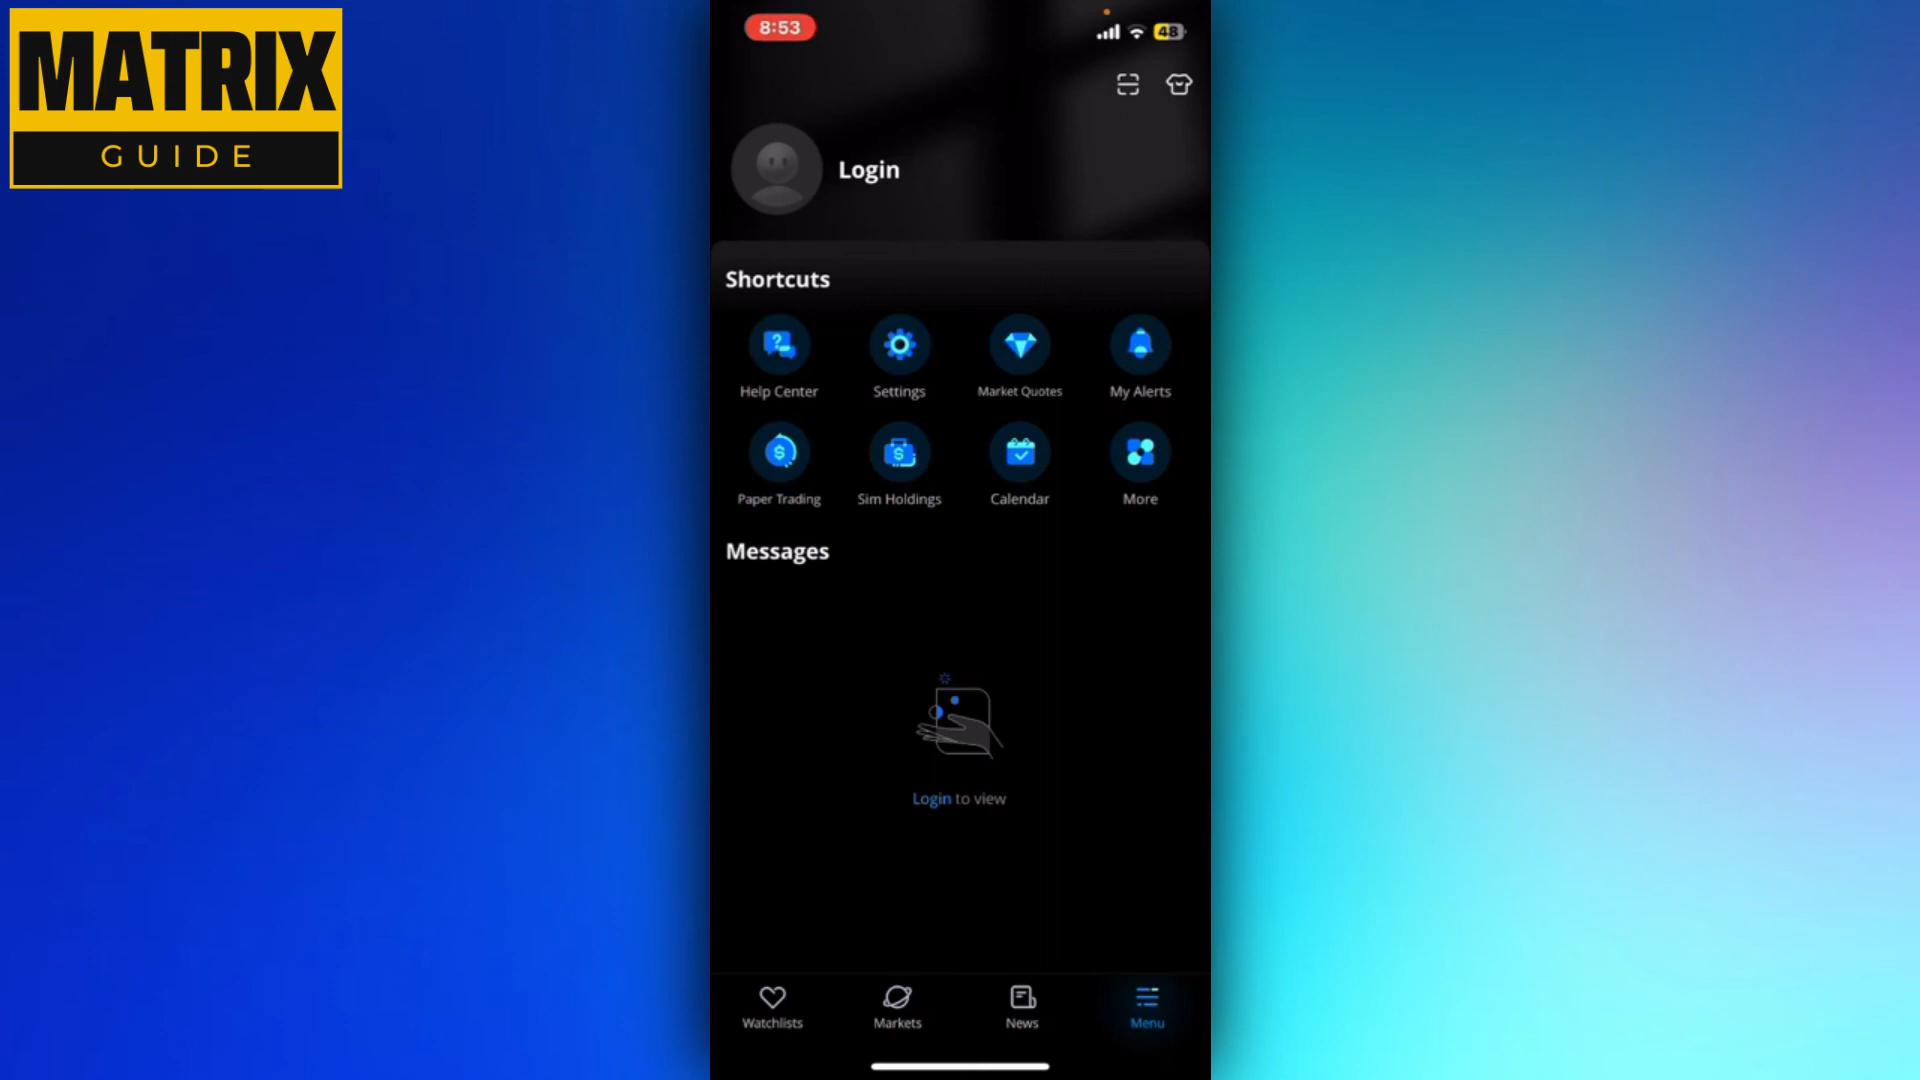 MATRIX
GUIDE
8:53
48
Login
Shortcuts
Help Center
Settings
Market Quotes
My Alerts
Paper Trading
Sim Holdings
Calendar
More
Messages
Login to view
Watchlists
Markets
News
Menu